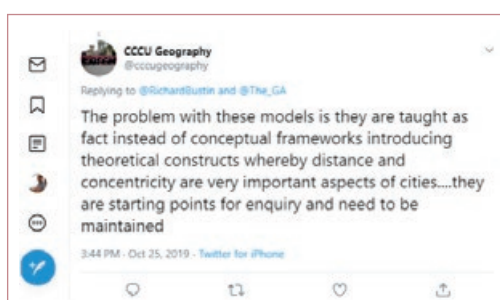 CCCU Geography
@cccugeography
Replying to @RichardBustin and @The_GA
The problem with these models is they are taught as
fact instead of conceptual frameworks introducing
theoretical constructs whereby distance and
concentricity are very important aspects of cities....they
are starting points for enquiry and need to be
maintained
3:44 PM - Oct 25, 2019 - Twitter for iPhone